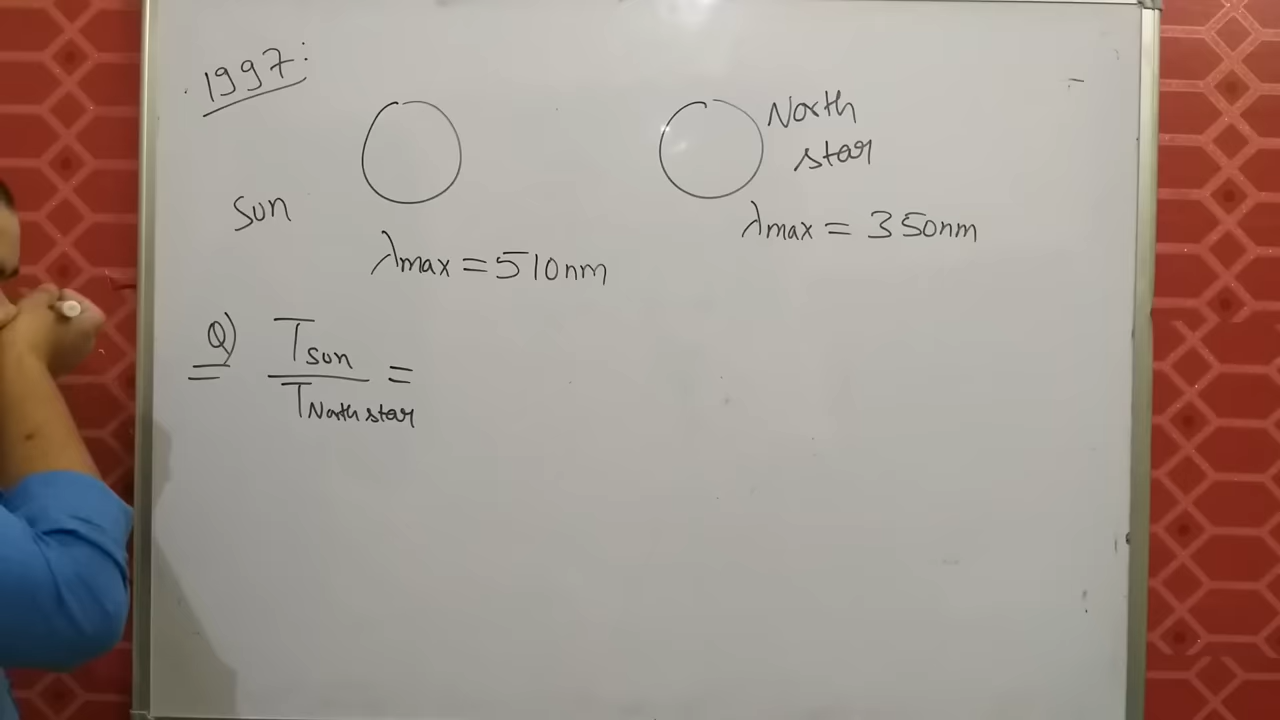 1997:
North
star
Sun
λmax = 350nm
λmax = 510nm
Q) Tsun
=
TNorth star